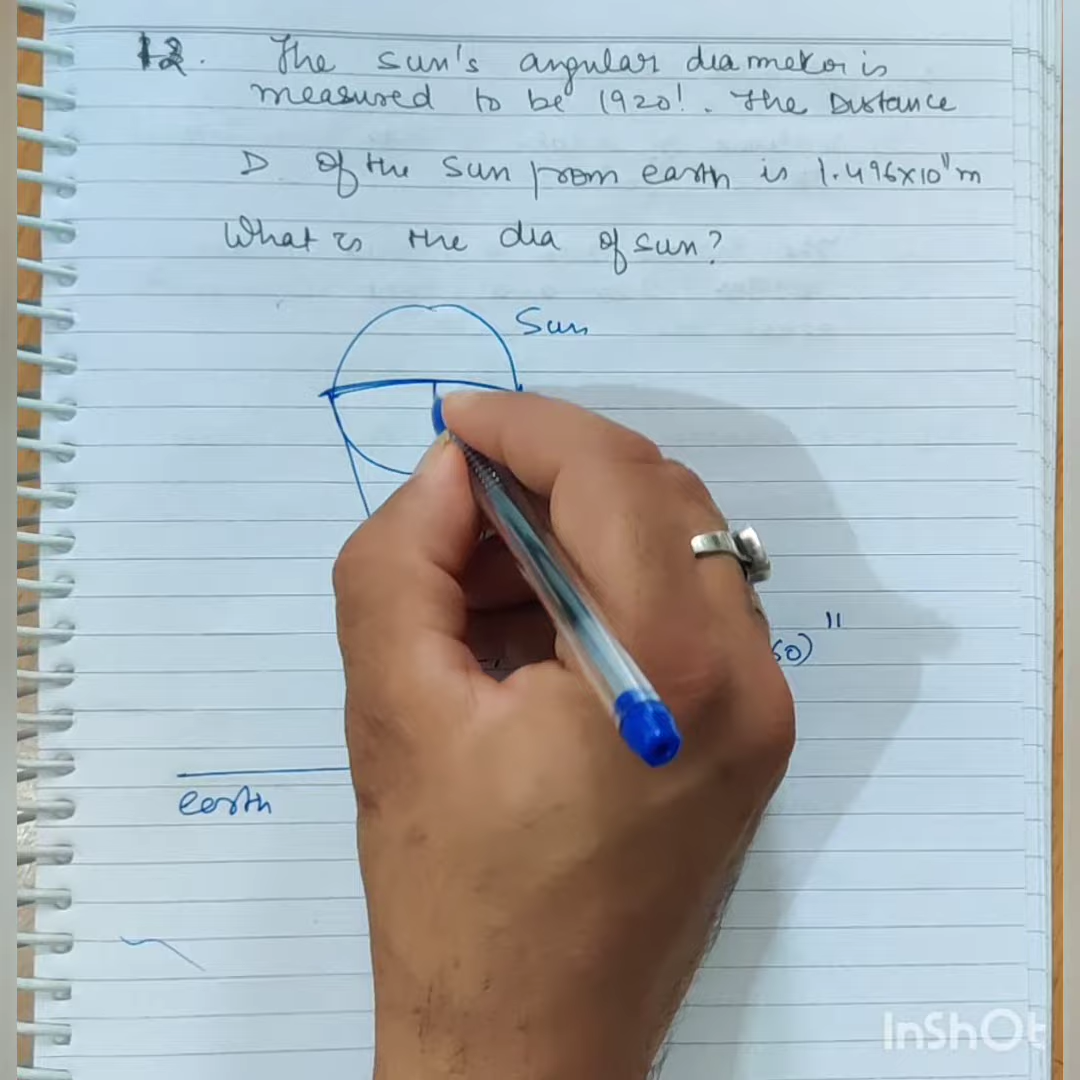 12. The sun's angular diameter is
measured to be 1920'. The Distance
D of the sun from earth is 1.496x10¹¹m
What is the dia of sun?
Sun
60)"
earth
InShOt